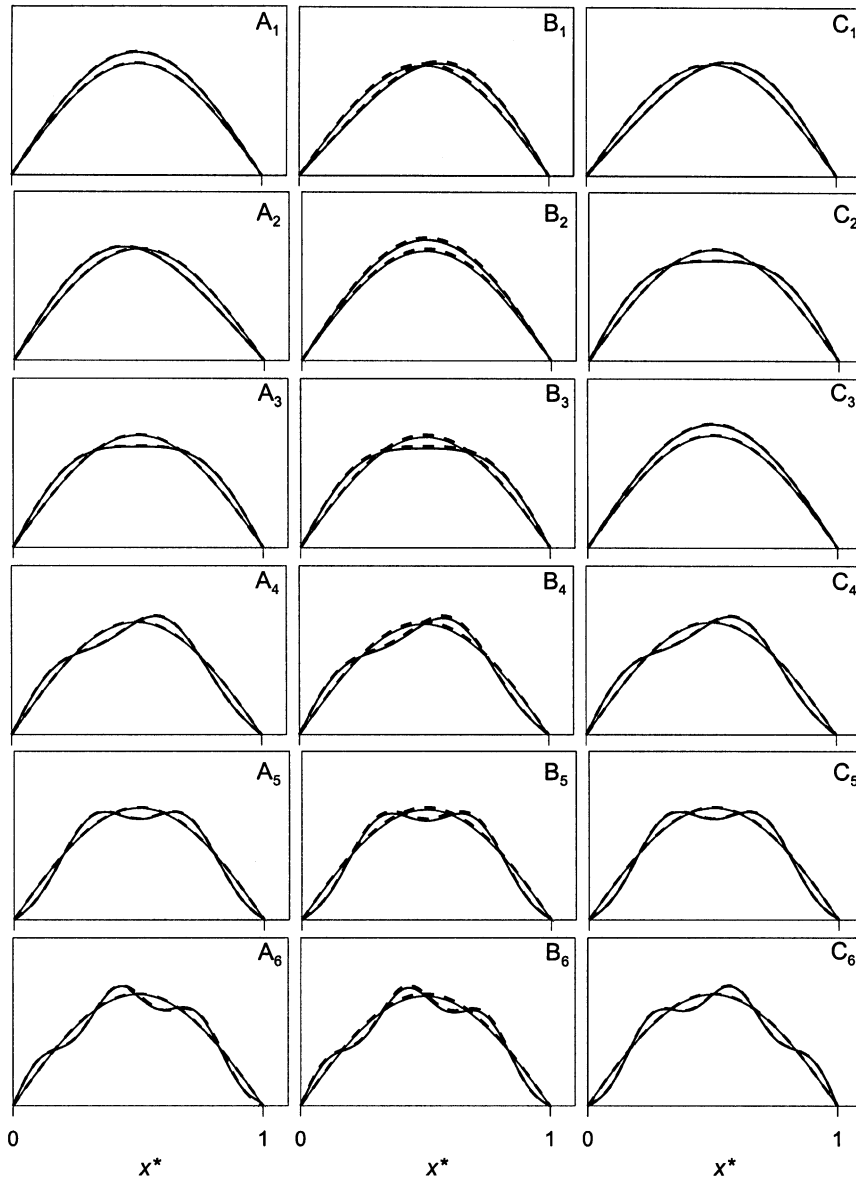 A₁ B₁ C₁
A₂ B₂ C₂
A₃ B₃ C₃
A₄ B₄ C₄
A₅ B₅ C₅
A₆ B₆ C₆
0 1 0 1 0 1
x* x* x*